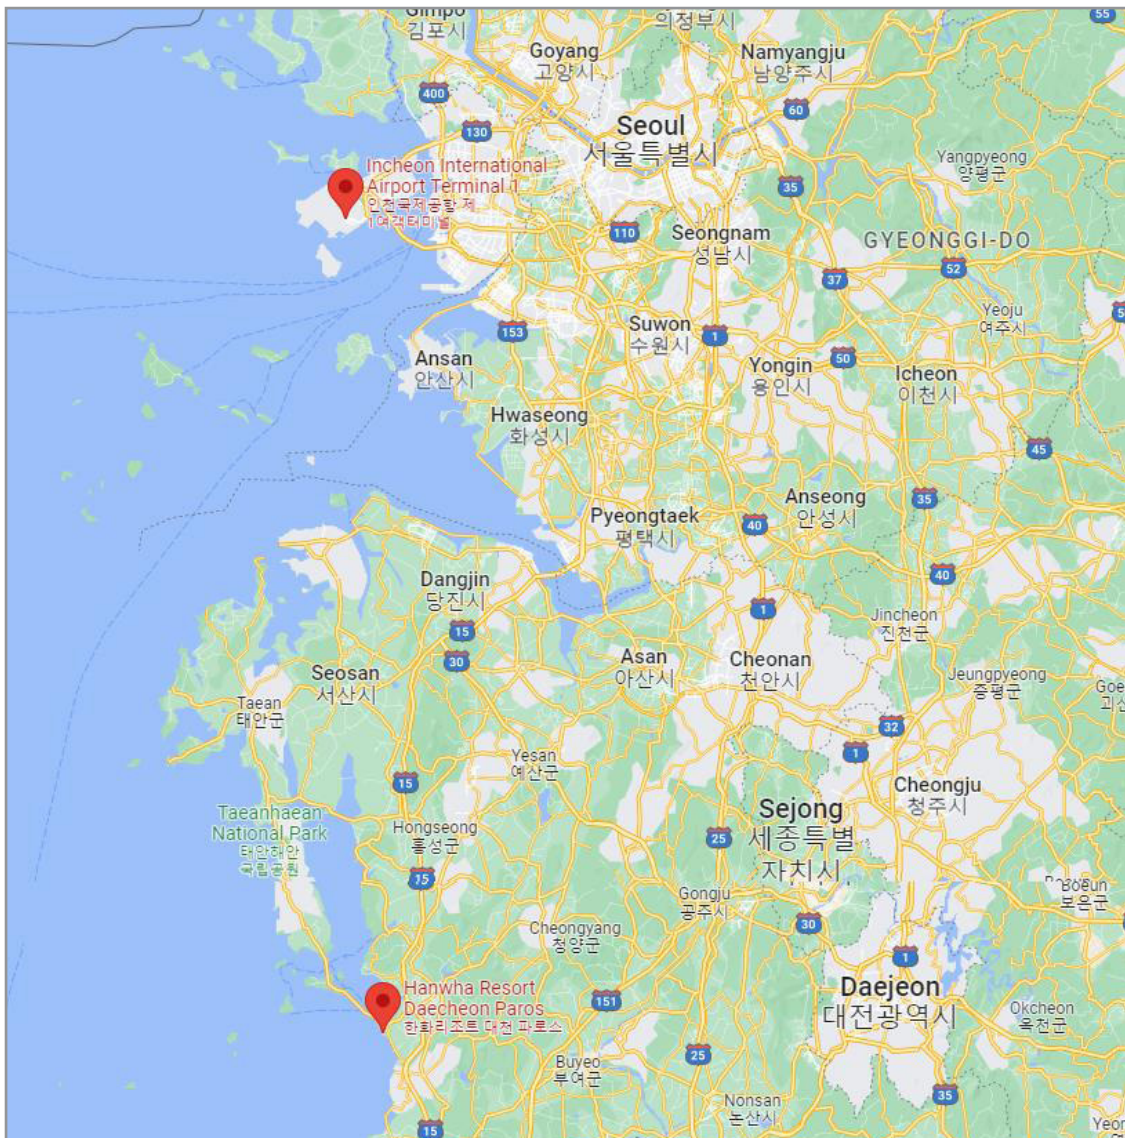 Gimpo
김포시
의정부시
55
Goyang
고양시
Namyangju
남양주시
400
60
130
Seoul
서울특별시
Incheon International
Airport Terminal 1
인천국제공항 제
1여객터미널
Yangpyeong
양평군
35
110
Seongnam
성남시
GYEONGGI-DO
52
37
Yeoju
여주시
153
Suwon
수원시
1
Ansan
안산시
Yongin
용인시
50
Icheon
이천시
Hwaseong
화성시
45
Anseong
안성시
35
Pyeongtaek
평택시
40
40
Dangjin
당진시
1
Jincheon
진천군
15
30
Asan
아산시
Cheonan
천안시
Seosan
서산시
Jeungpyeong
증평군
Taean
태안군
32
1
Yesan
예산군
15
Cheongju
청주시
Sejong
세종특별
자치시
Taeanhaean
National Park
태안해안
국립공원
Hongseong
홍성군
25
15
Gongju
공주시
Boeun
보은군
30
Cheongyang
청양군
1
Hanwha Resort
Daecheon Paros
한화리조트 대천 파로스
151
Daejeon
대전광역시
Okcheon
옥천군
Buyeo
부여군
25
Nonsan
논산시
35
15